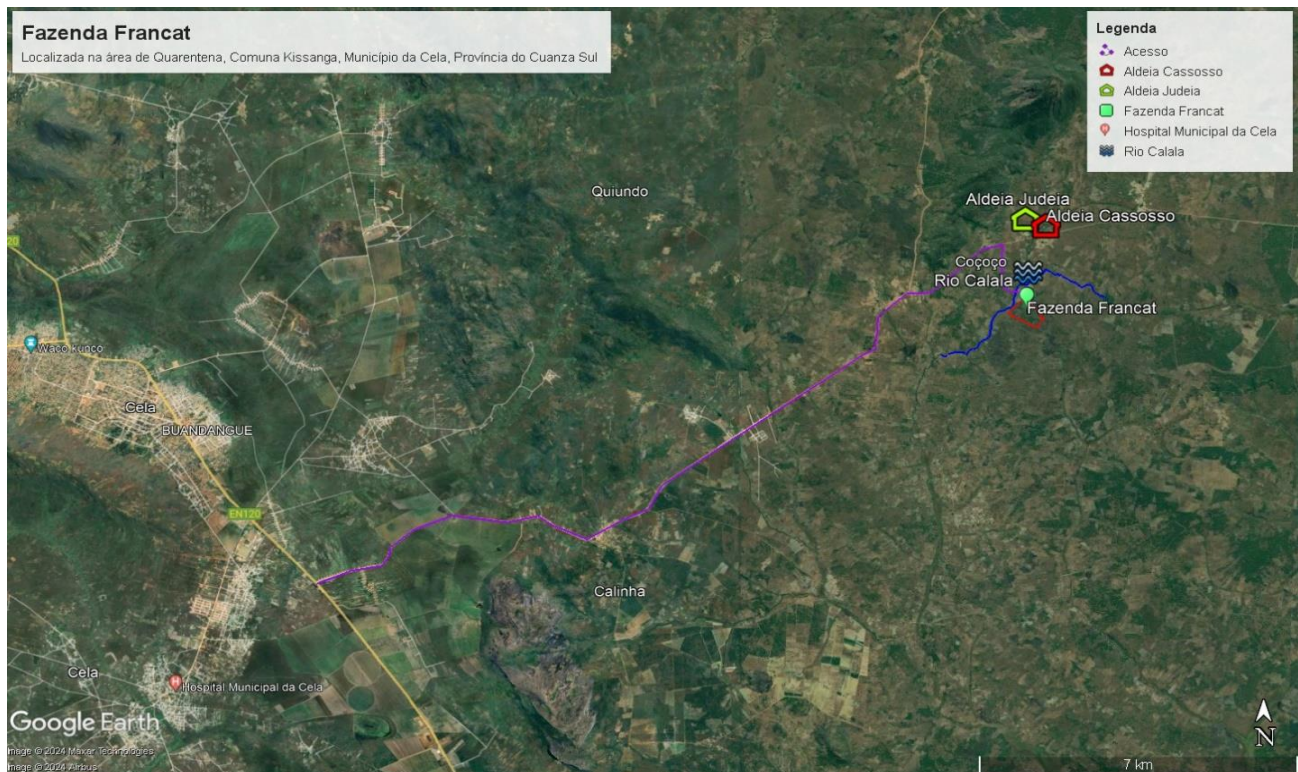 Fazenda Francat
Localizada na área de Quarentena, Comuna Kissanga, Município da Cela, Província do Cuanza Sul
Legenda
Acesso
Aldeia Cassosso
Aldeia Judeia
Fazenda Francat
Hospital Municipal da Cela
Rio Calala
Quiundo
Aldeia Judeia
Aldeia Cassosso
Coçoço
Rio Calala
Fazenda Francat
20
Waco kunco
Cela
BUANDANGUE
EN120
Calinha
Cela
Hospital Municipal da Cela
Google Earth
Image © 2024 Maxar Technologies
Image © 2024 Airbus
N
7 km